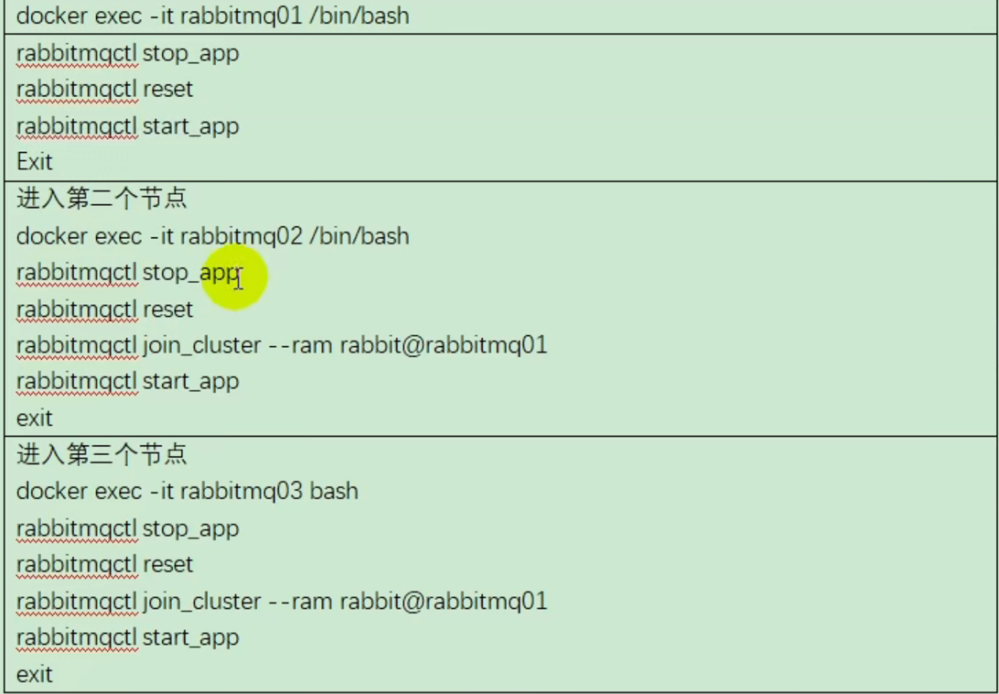 docker exec -it rabbitmq01 /bin/bash
rabbitmqctl stop_app
rabbitmqctl reset
rabbitmqctl start_app
Exit
进入第二个节点
docker exec -it rabbitmq02 /bin/bash
rabbitmqctl stop_app
rabbitmqctl reset
rabbitmqctl join_cluster --ram rabbit@rabbitmq01
rabbitmqctl start_app
exit
进入第三个节点
docker exec -it rabbitmq03 bash
rabbitmqctl stop_app
rabbitmqctl reset
rabbitmqctl join_cluster --ram rabbit@rabbitmq01
rabbitmqctl start_app
exit